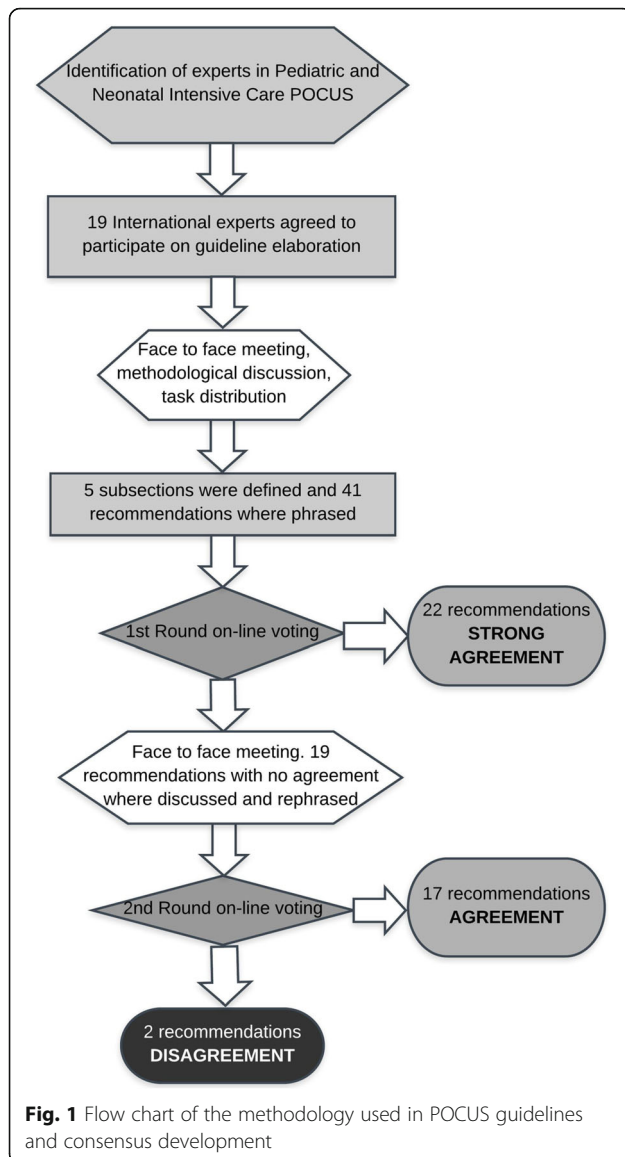 Identification of experts in Pediatric and
Neonatal Intensive Care POCUS
19 International experts agreed to
participate on guideline elaboration
Face to face meeting,
methodological discussion,
task distribution
5 subsections were defined and 41
recommendations where phrased
1st Round on-line voting
22 recommendations
STRONG
AGREEMENT
Face to face meeting. 19
recommendations with no agreement
where discussed and rephrased
2nd Round on-line voting
17 recommendations
AGREEMENT
2 recommendations
DISAGREEMENT
Fig. 1 Flow chart of the methodology used in POCUS guidelines
and consensus development